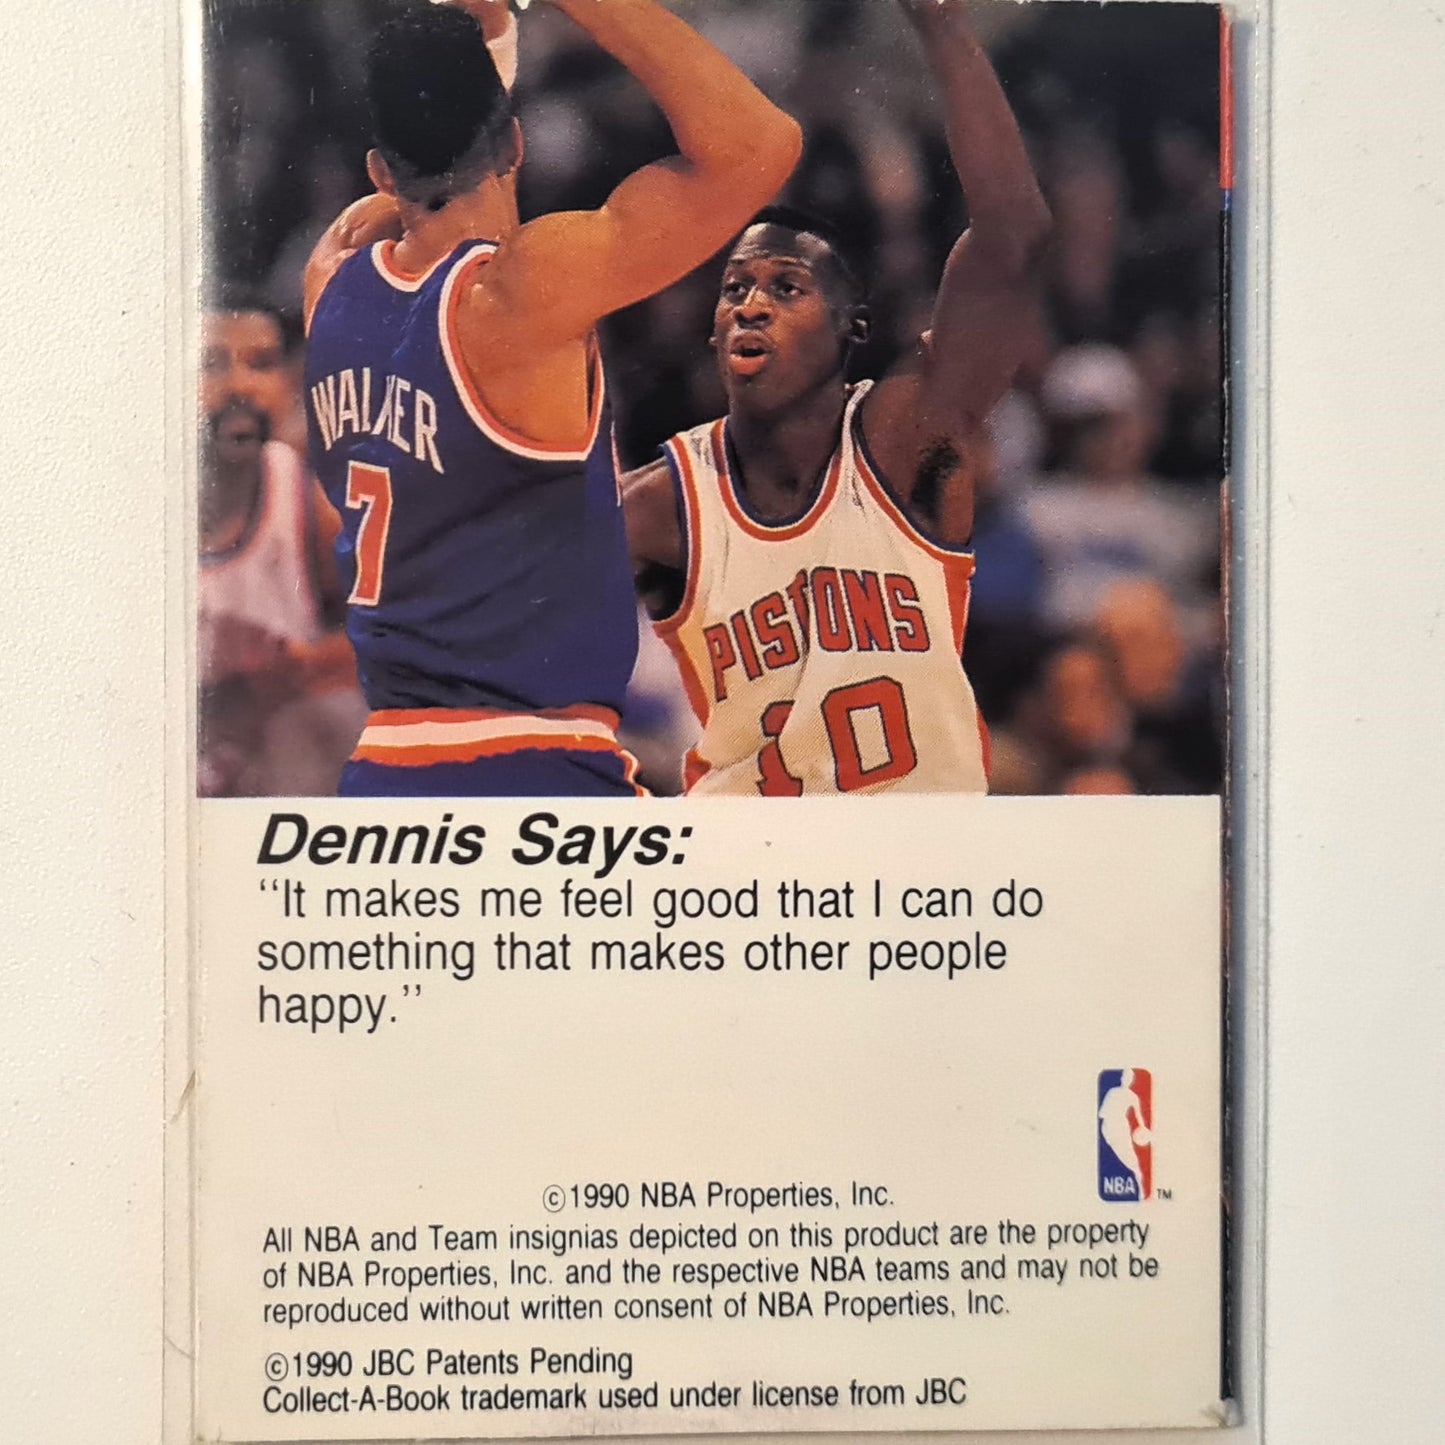 WALKER
7
PISTONS
10
Dennis Says:
“It makes me feel good that I can do
something that makes other people
happy.”
NBA
TM
©1990 NBA Properties, Inc.
All NBA and Team insignias depicted on this product are the property
of NBA Properties, Inc. and the respective NBA teams and may not be
reproduced without written consent of NBA Properties, Inc.
©1990 JBC Patents Pending
Collect-A-Book trademark used under license from JBC